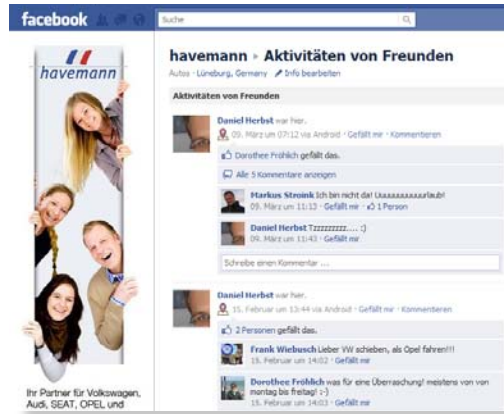 facebook
Suche
havemann
havemann ▸ Aktivitäten von Freunden
Autos · Lüneburg, Germany Info bearbeiten
Aktivitäten von Freunden
Daniel Herbst war hier.
09. März um 07:12 via Android · Gefällt mir · Kommentieren
Dorothee Fröhlich gefällt das.
Alle 5 Kommentare anzeigen
Markus Stroink Ich bin nicht da! Uuuuuuuuuurlaub!
09. März um 11:13 · Gefällt mir · 1 Person
Daniel Herbst Tzzzzzzzzz.... :)
09. März um 11:43 · Gefällt mir
Schreibe einen Kommentar ...
Daniel Herbst war hier.
15. Februar um 13:44 via Android · Gefällt mir · Kommentieren
2 Personen gefällt das.
Frank Wiebusch Lieber VW schieben, als Opel fahren!!!
15. Februar um 14:02 · Gefällt mir
Dorothee Fröhlich was für eine Überraschung! meistens von von
montag bis freitag! :-)
15. Februar um 14:03 · Gefällt mir
Ihr Partner für Volkswagen,
Audi, SEAT, OPEL und